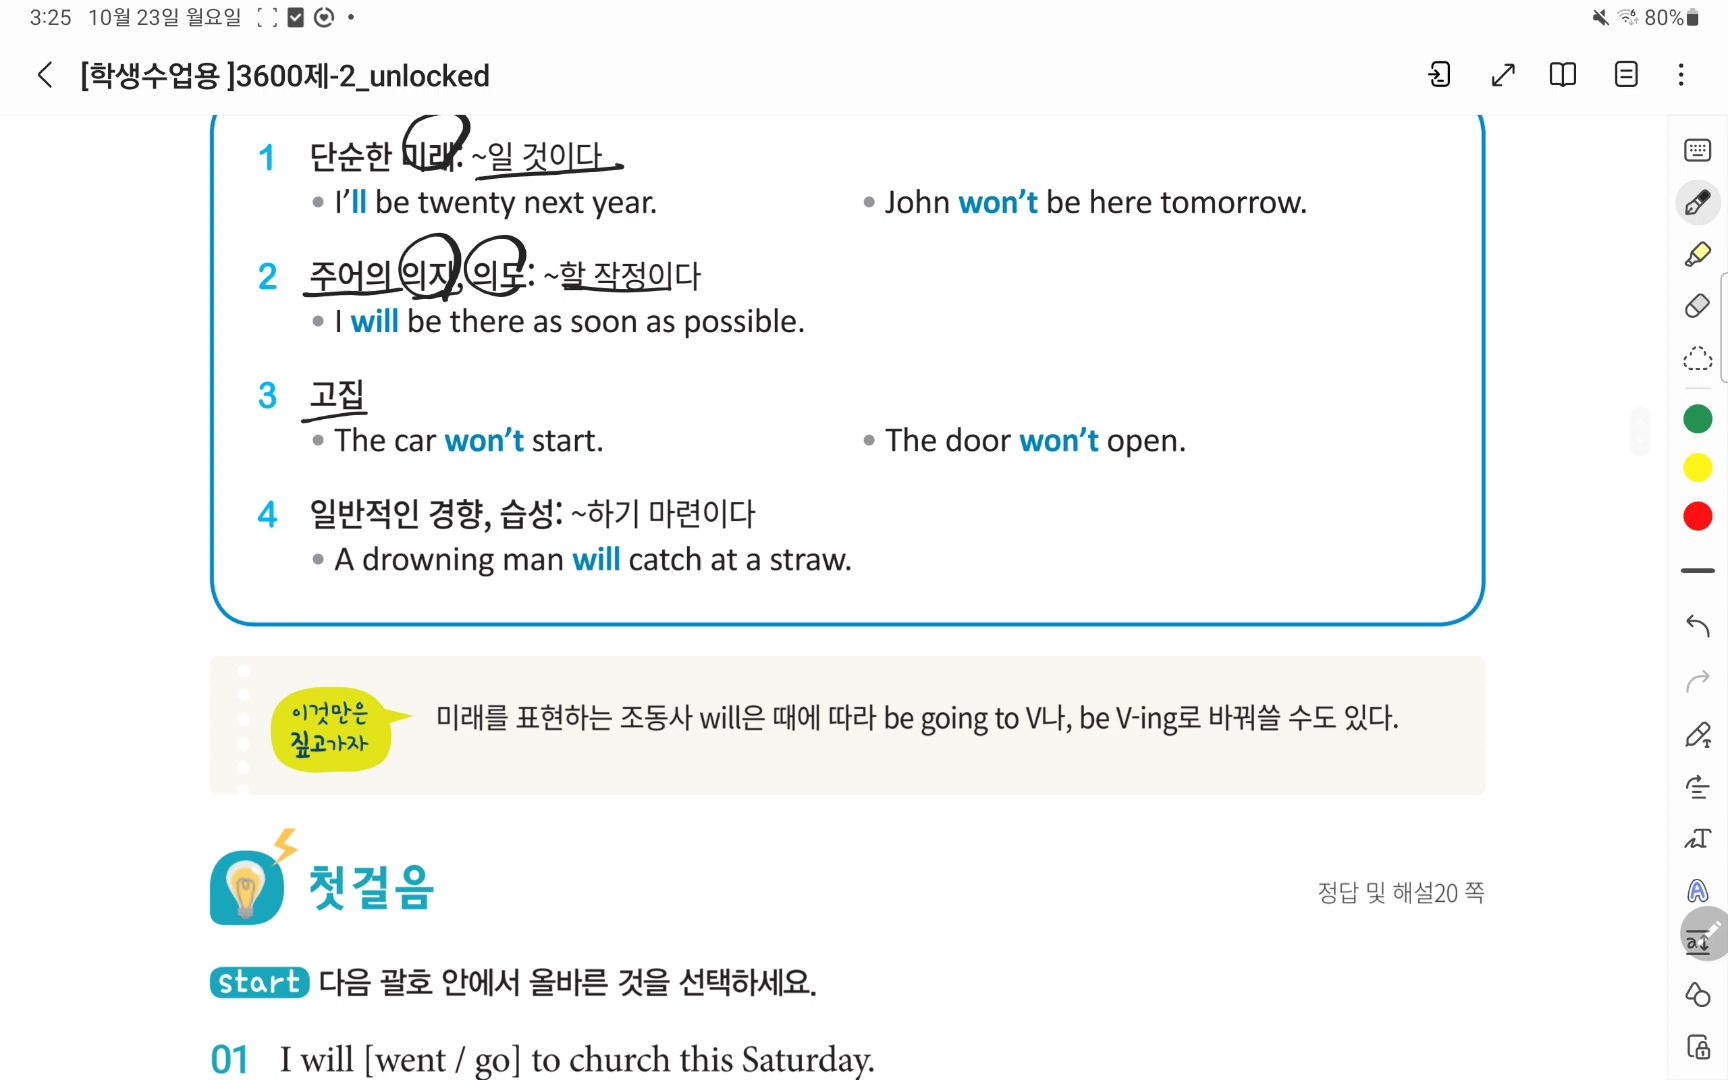 3:25 10월 23일 월요일 80%
[학생수업용 ]3600제-2_unlocked
1 단순한 미래: ~일 것이다
• I'll be twenty next year. • John won't be here tomorrow.
2 주어의 의지, 의도: ~할 작정이다
• I will be there as soon as possible.
3 고집
• The car won't start. • The door won't open.
4 일반적인 경향, 습성: ~하기 마련이다
• A drowning man will catch at a straw.
이것만은
짚고가자
미래를 표현하는 조동사 will은 때에 따라 be going to V나, be V-ing로 바꿔쓸 수도 있다.
첫걸음
정답 및 해설20 쪽
start 다음 괄호 안에서 올바른 것을 선택하세요.
01 I will [went / go] to church this Saturday.